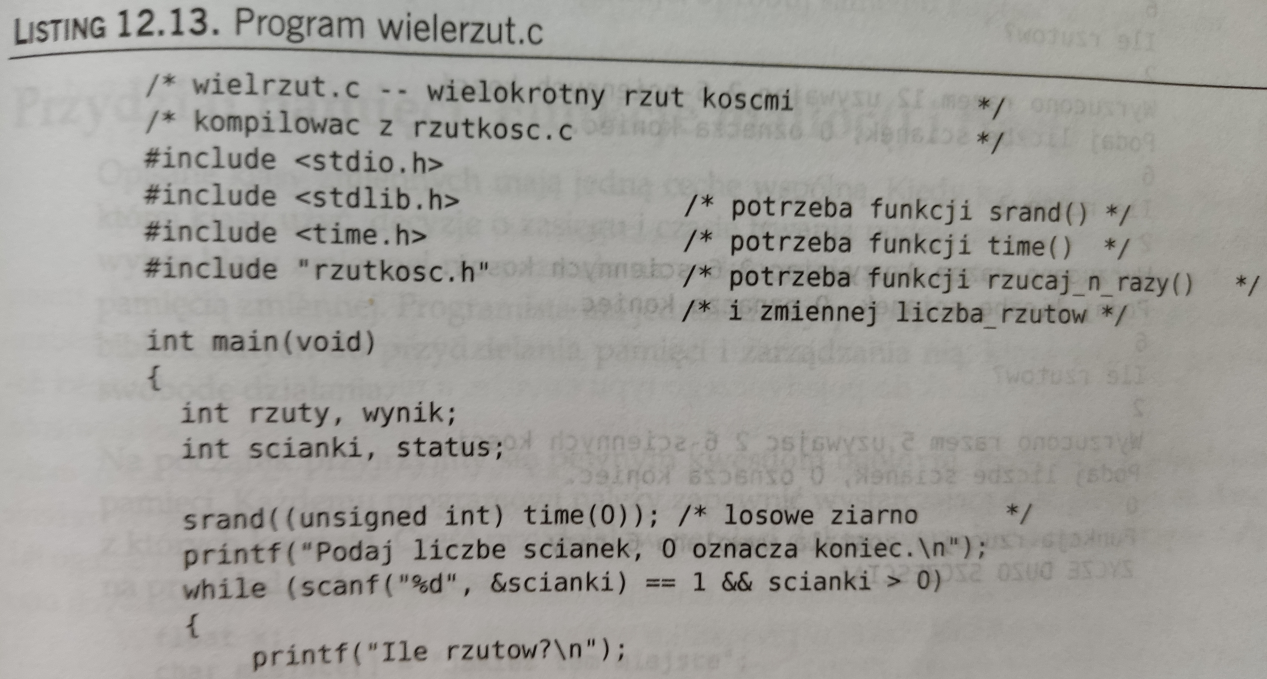 LISTING 12.13. Program wielerzut.c
/* wielrzut.c -- wielokrotny rzut koscmi */
/* kompilowac z rzutkosc.c */
#include <stdio.h>
#include <stdlib.h> /* potrzeba funkcji srand() */
#include <time.h> /* potrzeba funkcji time() */
#include "rzutkosc.h" /* potrzeba funkcji rzucaj_n_razy() */
/* i zmiennej liczba_rzutow */
int main(void)
{
int rzuty, wynik;
int scianki, status;
srand((unsigned int) time(0)); /* losowe ziarno */
printf("Podaj liczbe scianek; 0 oznacza koniec.\n");
while (scanf("%d", &scianki) == 1 && scianki > 0)
{
printf("Ile rzutow?\n");